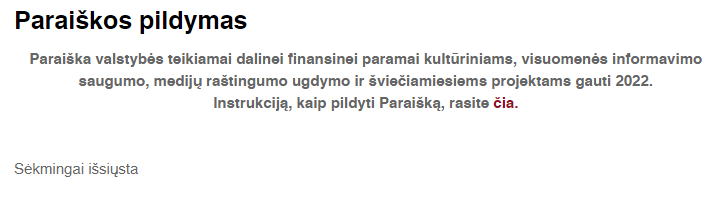 Paraiškos pildymas
Paraiška valstybės teikiamai dalinei finansinei paramai kultūriniams, visuomenės informavimo
saugumo, medijų raštingumo ugdymo ir šviečiamiesiems projektams gauti 2022.
Instrukciją, kaip pildyti Paraišką, rasite čia.
Sėkmingai išsiųsta